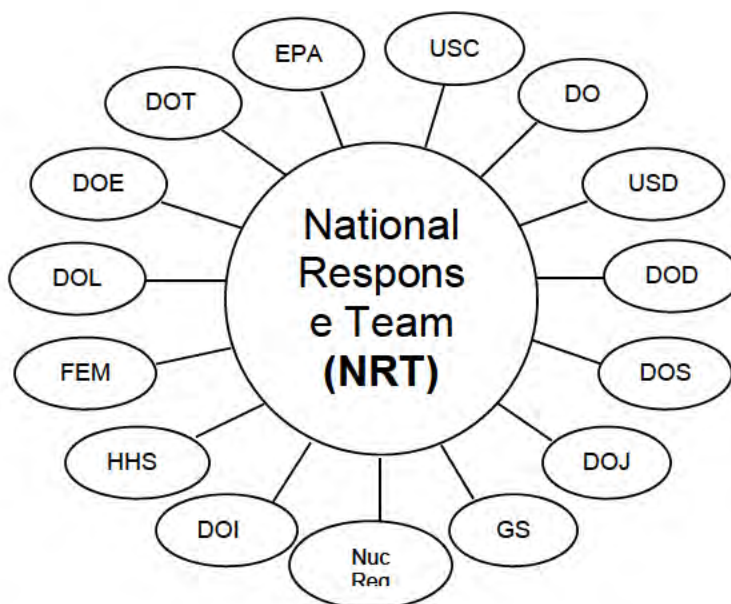 EPA
USC
DOT
DO
DOE
USD
National
Respons
e Team
(NRT)
DOL
DOD
FEM
DOS
HHS
DOJ
DOI
GS
Nuc
Reg